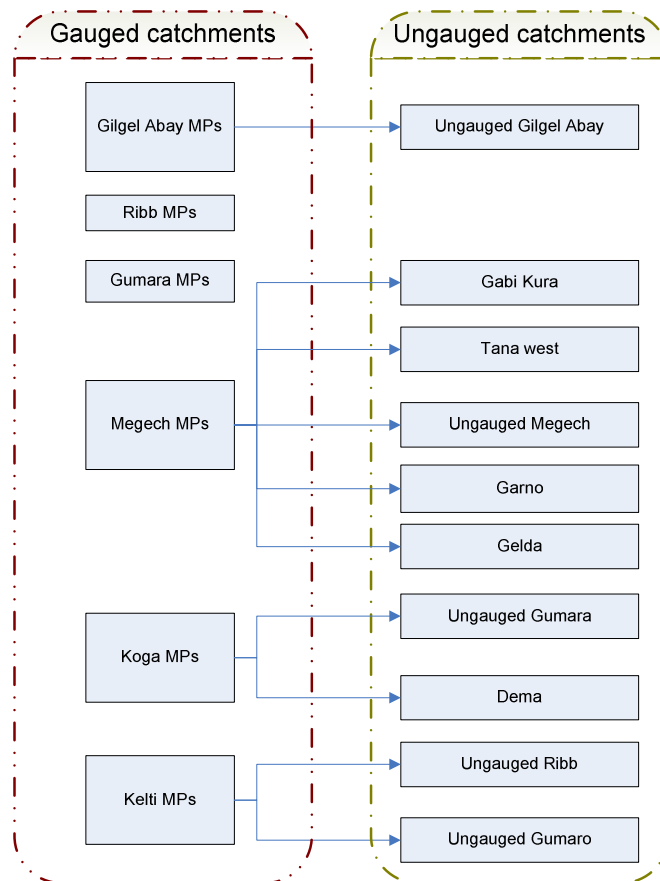 Gauged catchments
Ungauged catchments
Gilgel Abay MPs
Ungauged Gilgel Abay
Ribb MPs
Gumara MPs
Gabi Kura
Tana west
Megech MPs
Ungauged Megech
Garno
Gelda
Ungauged Gumara
Koga MPs
Dema
Ungauged Ribb
Kelti MPs
Ungauged Gumaro